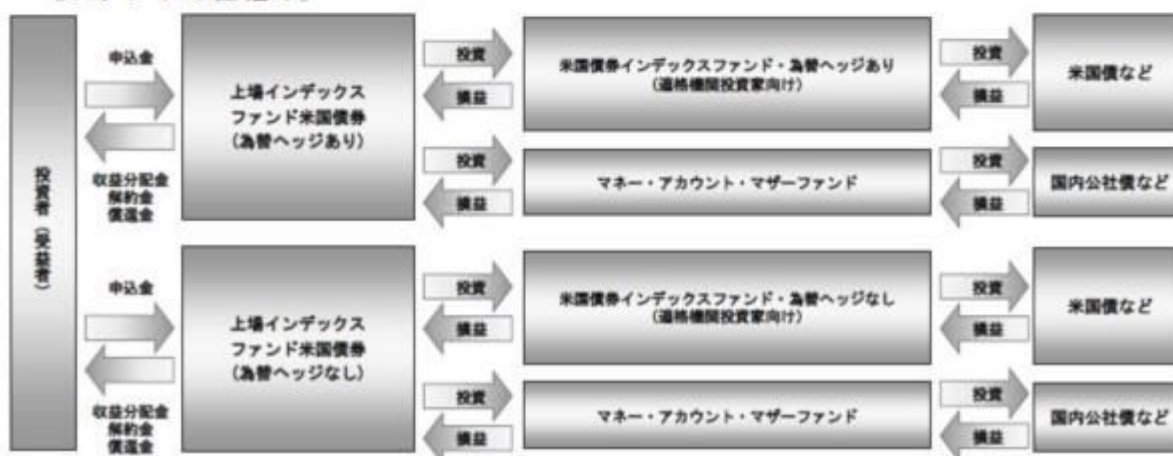 申込金
収益分配金
解約金
償還金
投資者（受益者）
上場インデックス
ファンド米国債券
（為替ヘッジあり）
投資
損益
米国債券インデックスファンド・為替ヘッジあり
（適格機関投資家向け）
投資
損益
米国債など
投資
損益
マネー・アカウント・マザーファンド
投資
損益
国内公社債など
申込金
収益分配金
解約金
償還金
上場インデックス
ファンド米国債券
（為替ヘッジなし）
投資
損益
米国債券インデックスファンド・為替ヘッジなし
（適格機関投資家向け）
投資
損益
米国債など
投資
損益
マネー・アカウント・マザーファンド
投資
損益
国内公社債など